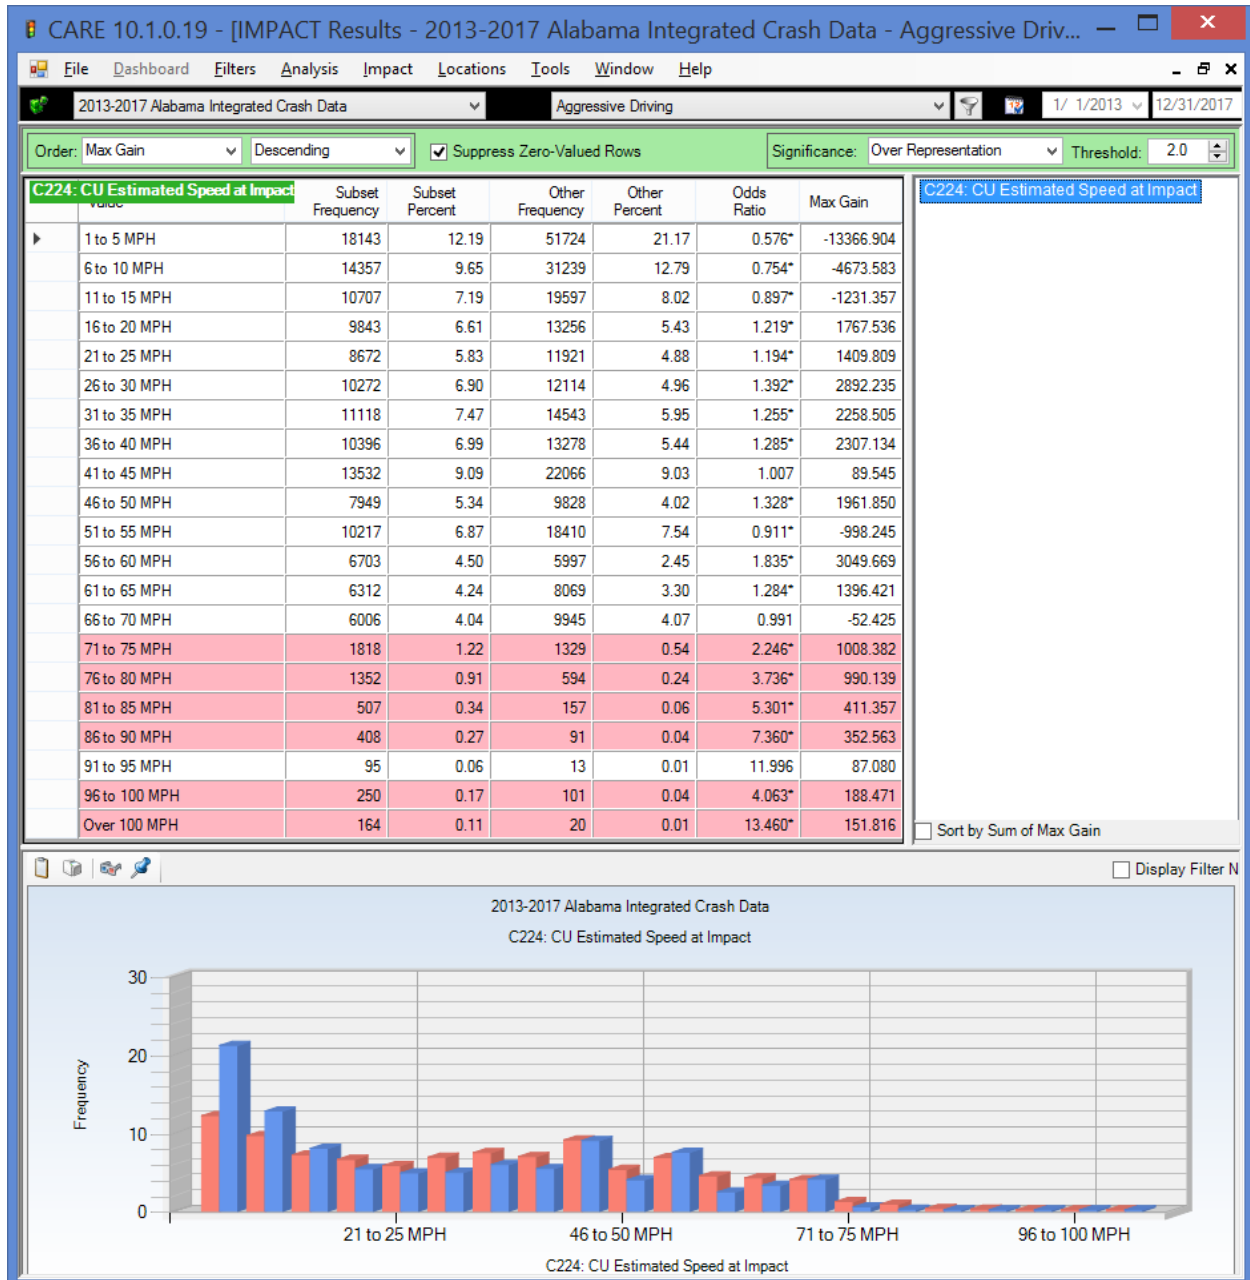 CARE 10.1.0.19 - [IMPACT Results - 2013-2017 Alabama Integrated Crash Data - Aggressive Driv...
File Dashboard Filters Analysis Impact Locations Tools Window Help
2013-2017 Alabama Integrated Crash Data Aggressive Driving 1/ 1/2013 12/31/2017
Order: Max Gain Descending Suppress Zero-Valued Rows Significance: Over Representation Threshold: 2.0
C224: CU Estimated Speed at Impact Subset Frequency Subset Percent Other Frequency Other Percent Odds Ratio Max Gain
1 to 5 MPH 18143 12.19 51724 21.17 0.576* -13366.904
6 to 10 MPH 14357 9.65 31239 12.79 0.754* -4673.583
11 to 15 MPH 10707 7.19 19597 8.02 0.897* -1231.357
16 to 20 MPH 9843 6.61 13256 5.43 1.219* 1767.536
21 to 25 MPH 8672 5.83 11921 4.88 1.194* 1409.809
26 to 30 MPH 10272 6.90 12114 4.96 1.392* 2892.235
31 to 35 MPH 11118 7.47 14543 5.95 1.255* 2258.505
36 to 40 MPH 10396 6.99 13278 5.44 1.285* 2307.134
41 to 45 MPH 13532 9.09 22066 9.03 1.007 89.545
46 to 50 MPH 7949 5.34 9828 4.02 1.328* 1961.850
51 to 55 MPH 10217 6.87 18410 7.54 0.911* -998.245
56 to 60 MPH 6703 4.50 5997 2.45 1.835* 3049.669
61 to 65 MPH 6312 4.24 8069 3.30 1.284* 1396.421
66 to 70 MPH 6006 4.04 9945 4.07 0.991 -52.425
71 to 75 MPH 1818 1.22 1329 0.54 2.246* 1008.382
76 to 80 MPH 1352 0.91 594 0.24 3.736* 990.139
81 to 85 MPH 507 0.34 157 0.06 5.301* 411.357
86 to 90 MPH 408 0.27 91 0.04 7.360* 352.563
91 to 95 MPH 95 0.06 13 0.01 11.996 87.080
96 to 100 MPH 250 0.17 101 0.04 4.063* 188.471
Over 100 MPH 164 0.11 20 0.01 13.460* 151.816
C224: CU Estimated Speed at Impact
Sort by Sum of Max Gain
Display Filter N
2013-2017 Alabama Integrated Crash Data
C224: CU Estimated Speed at Impact
30
20
10
0
Frequency
21 to 25 MPH 46 to 50 MPH 71 to 75 MPH 96 to 100 MPH
C224: CU Estimated Speed at Impact